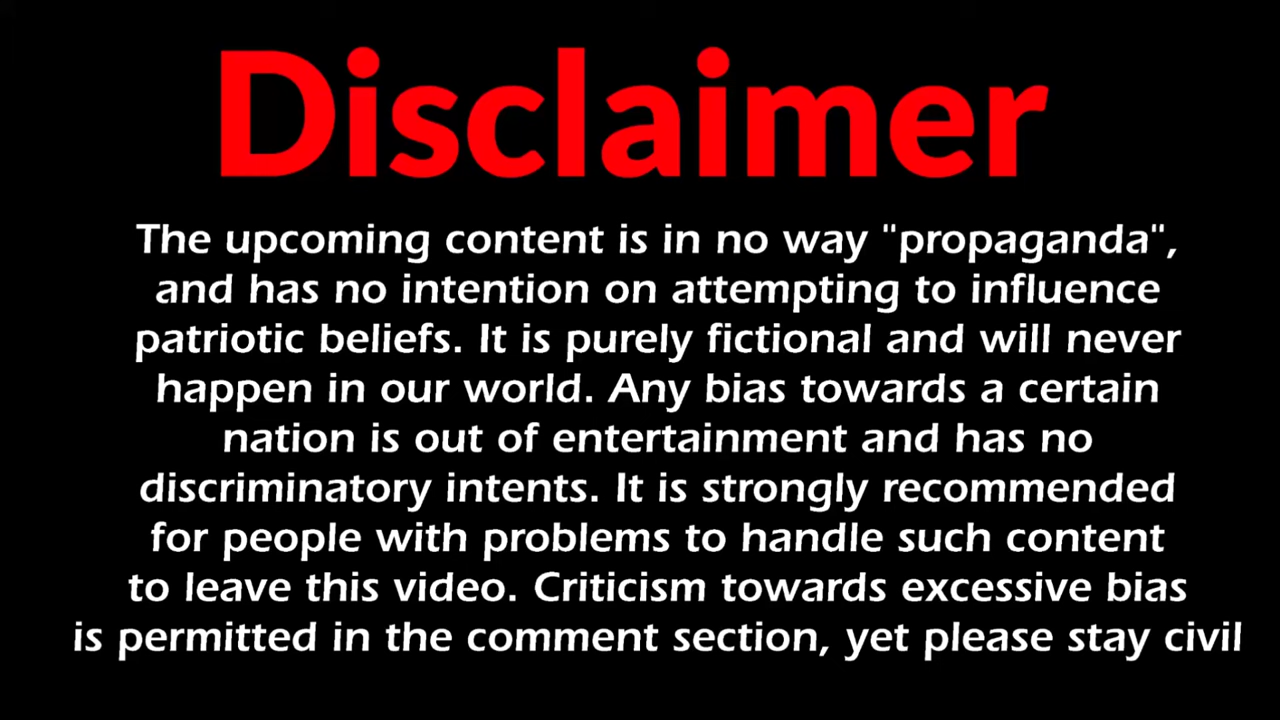 Disclaimer
The upcoming content is in no way "propaganda",
and has no intention on attempting to influence
patriotic beliefs. It is purely fictional and will never
happen in our world. Any bias towards a certain
nation is out of entertainment and has no
discriminatory intents. It is strongly recommended
for people with problems to handle such content
to leave this video. Criticism towards excessive bias
is permitted in the comment section, yet please stay civil